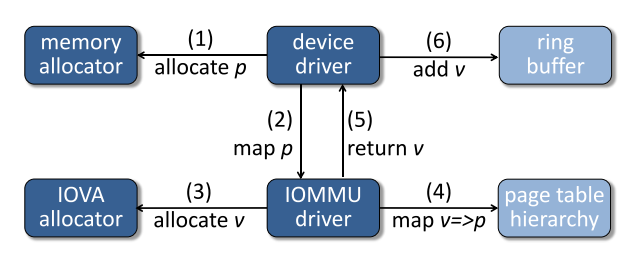 memory
allocator
(1)
allocate p
device
driver
(6)
add v
ring
buffer
(2)
map p
(5)
return v
IOVA
allocator
(3)
allocate v
IOMMU
driver
(4)
map v=>p
page table
hierarchy